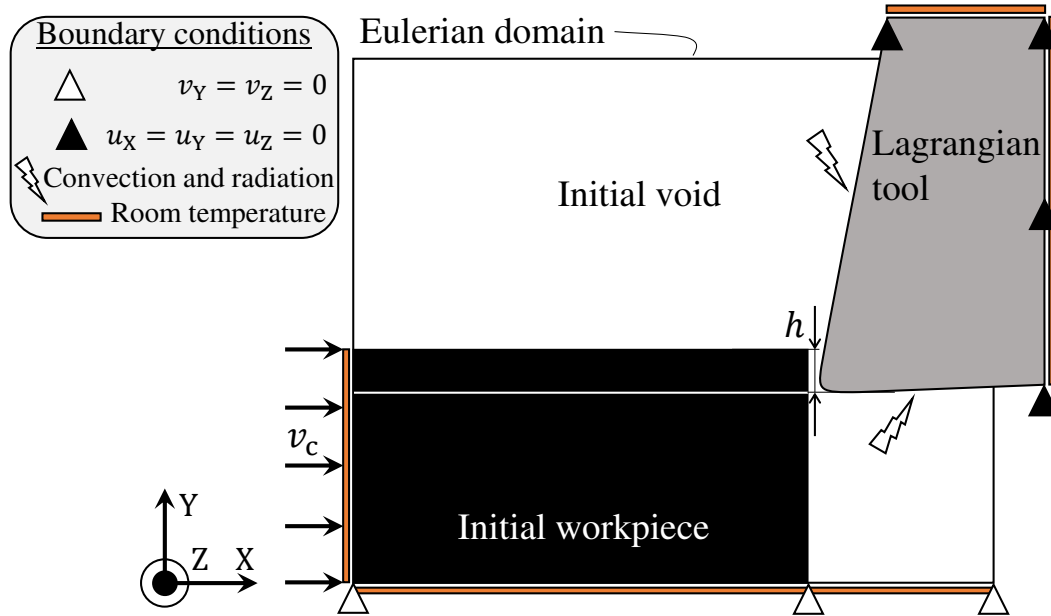 Boundary conditions
v_Y = v_Z = 0
u_X = u_Y = u_Z = 0
Convection and radiation
Room temperature
Eulerian domain
Lagrangian
tool
Initial void
h
v_c
Initial workpiece
Y
Z
X